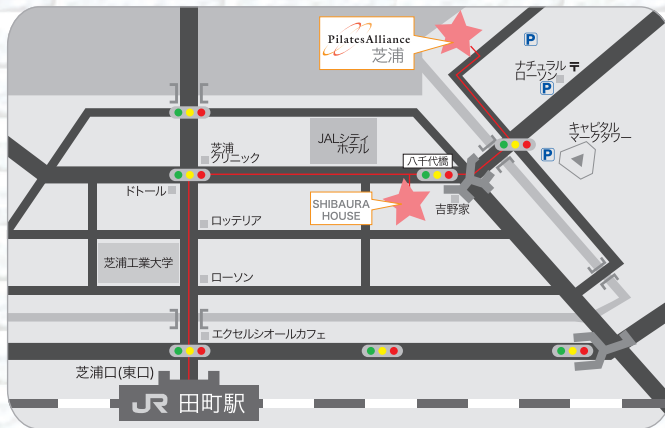 PilatesAlliance
芝浦
P
ナチュラル
ローソン
〒
P
キャピタル
マークタワー
P
芝浦
クリニック
JALシティ
ホテル
八千代橋
ドトール
SHIBAURA
HOUSE
吉野家
ロッテリア
芝浦工業大学
ローソン
エクセルシオールカフェ
芝浦口(東口)
JR 田町駅